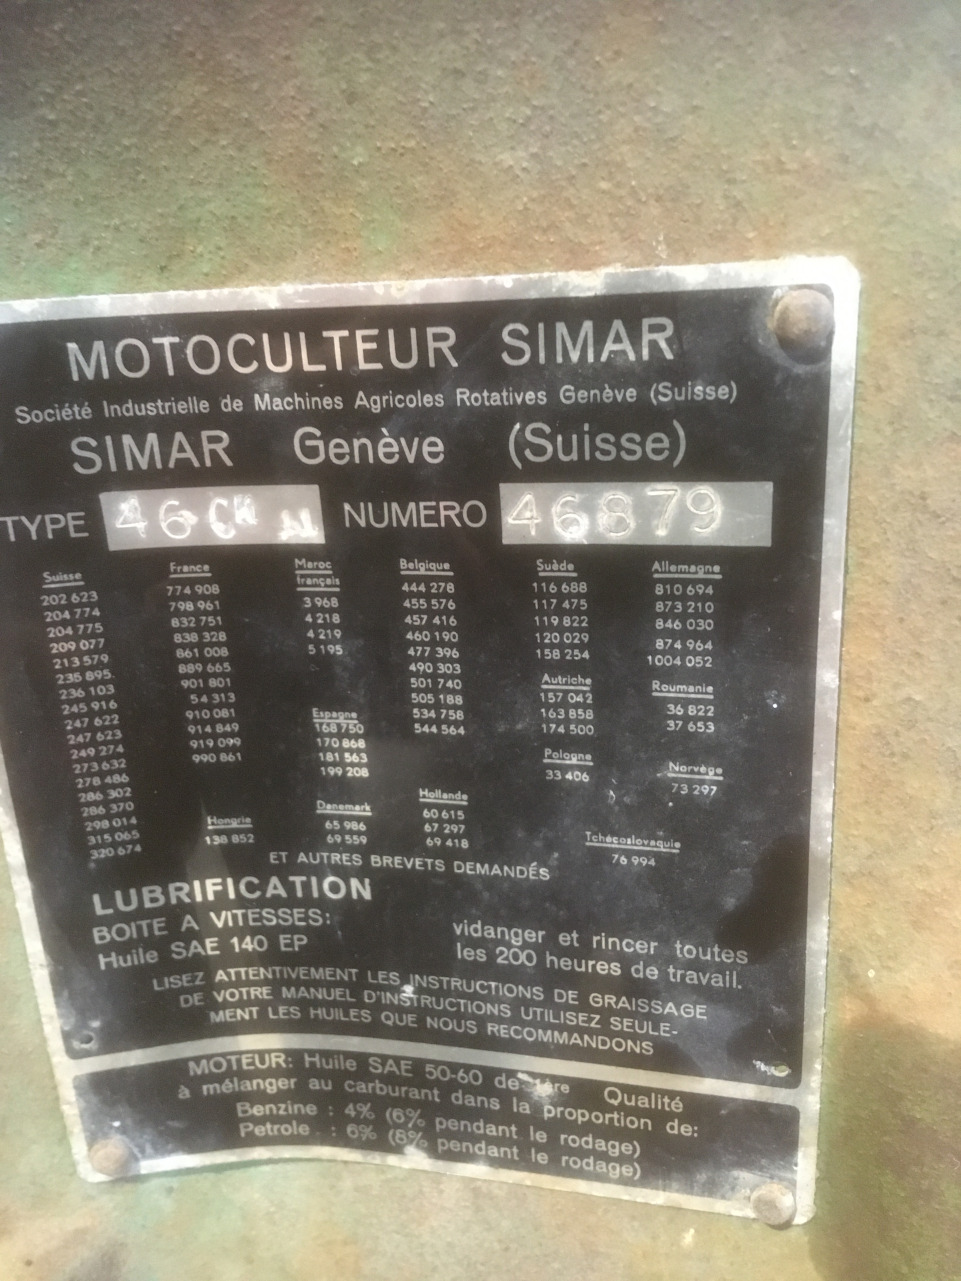 MOTOCULTEUR SIMAR
Société Industrielle de Machines Agricoles Rotatives Genève (Suisse)
SIMAR Genève (Suisse)
TYPE 46 NUMERO 46879
Suisse
202 623
204 774
204 775
209 077
213 579
235 895
236 103
245 916
247 622
247 623
249 274
273 632
278 486
286 302
286 370
298 014
315 065
320 674
France
774 908
798 961
832 751
838 328
861 008
889 665
901 801
54 313
910 081
914 849
919 099
990 861
Hongrie
138 852
Maroc
français
3 968
4 218
4 219
5 195
Espagne
168 750
170 868
181 563
199 208
Danemark
65 986
69 559
Belgique
444 278
455 576
457 416
460 190
477 396
490 303
501 740
505 188
534 758
544 564
Hollande
60 615
67 297
69 418
Suède
116 688
117 475
119 822
120 029
158 254
Autriche
157 042
163 858
174 500
Pologne
33 406
Allemagne
810 694
873 210
846 030
874 964
1004 052
Roumanie
36 822
37 653
Norvège
73 297
Tchécoslovaquie
76 994
ET AUTRES BREVETS DEMANDÉS
LUBRIFICATION
BOITE A VITESSES:
Huile SAE 140 EP
vidanger et rincer toutes
les 200 heures de travail.
LISEZ ATTENTIVEMENT LES INSTRUCTIONS DE GRAISSAGE
DE VOTRE MANUEL D'INSTRUCTIONS UTILISEZ SEULE-
MENT LES HUILES QUE NOUS RECOMMANDONS
MOTEUR: Huile SAE 50-60 de 1ère Qualité
à mélanger au carburant dans la proportion de:
Benzine : 4% (6% pendant le rodage)
Petrole : 6% (8% pendant le rodage)